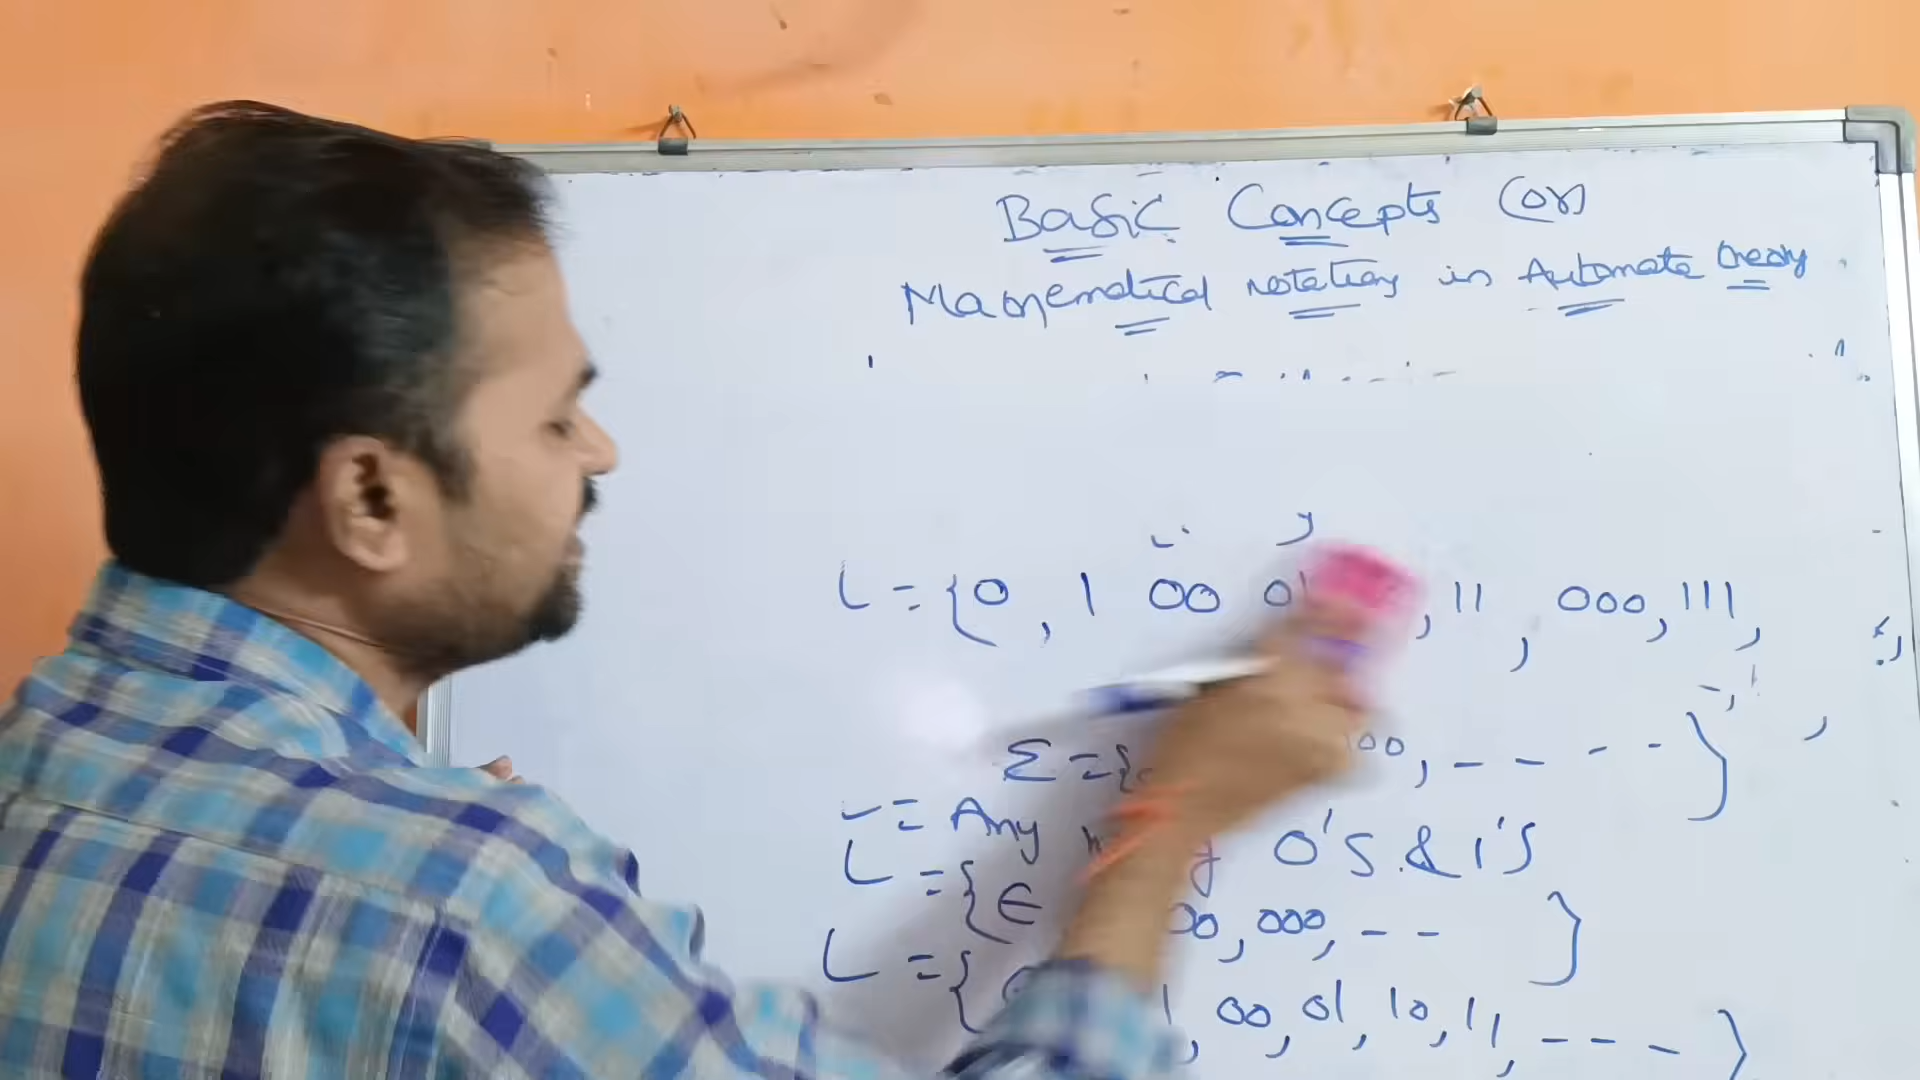 Basic Concepts (or)
Mathematical notations in Automata theory
L = { 0 , 1 00 01 , 11 , 000 , 111 ,
Σ = { 00 , _ _ _ _ }
= Any 0's & 1's
L = { ∈ 00 , 000 , _ _ }
L = { 1 , 00 , 01 , 10 , 11 , _ _ _ }